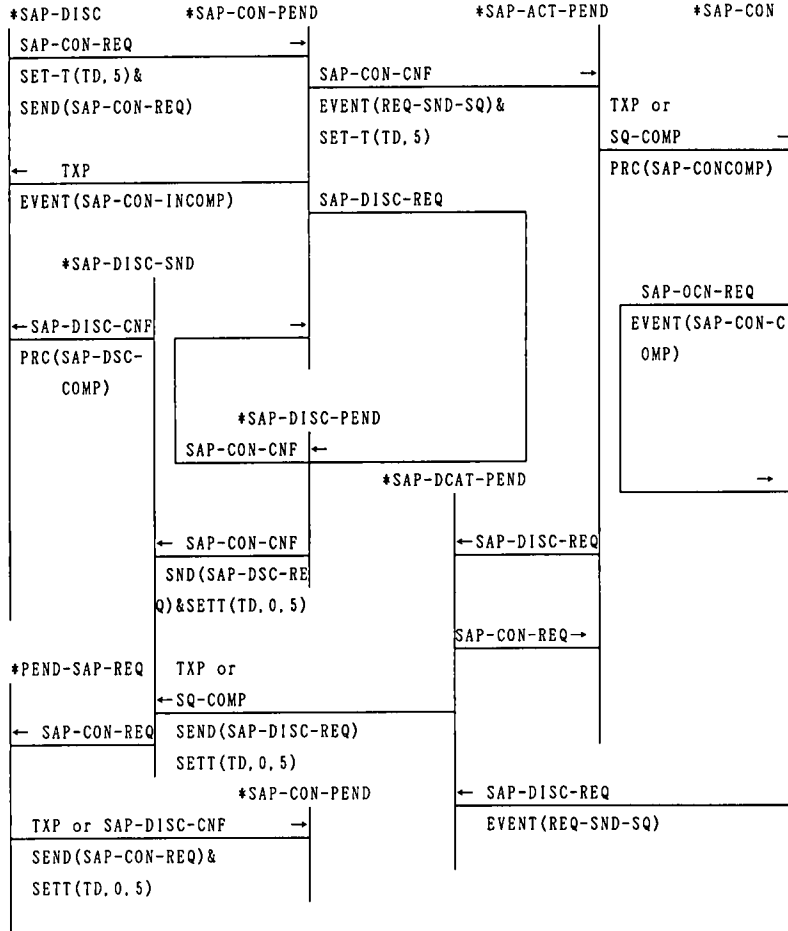 *SAP-DISC *SAP-CON-PEND *SAP-ACT-PEND *SAP-CON
SAP-CON-REQ →
SET-T(TD,5)&
SEND(SAP-CON-REQ)
SAP-CON-CNF →
EVENT(REQ-SND-SQ)&
SET-T(TD,5)
TXP or
SQ-COMP →
PRC(SAP-CONCOMP)
← TXP
EVENT(SAP-CON-INCOMP)
SAP-DISC-REQ
*SAP-DISC-SND
SAP-OCN-REQ
EVENT(SAP-CON-C
OMP)
→
←SAP-DISC-CNF →
PRC(SAP-DSC-
COMP)
*SAP-DISC-PEND
SAP-CON-CNF ←
*SAP-DCAT-PEND
← SAP-CON-CNF
SND(SAP-DSC-RE
Q)&SETT(TD,0,5)
←SAP-DISC-REQ
SAP-CON-REQ→
*PEND-SAP-REQ
TXP or
←SQ-COMP
SEND(SAP-DISC-REQ)
SETT(TD,0,5)
← SAP-CON-REQ
*SAP-CON-PEND
← SAP-DISC-REQ
EVENT(REQ-SND-SQ)
TXP or SAP-DISC-CNF →
SEND(SAP-CON-REQ)&
SETT(TD,0,5)